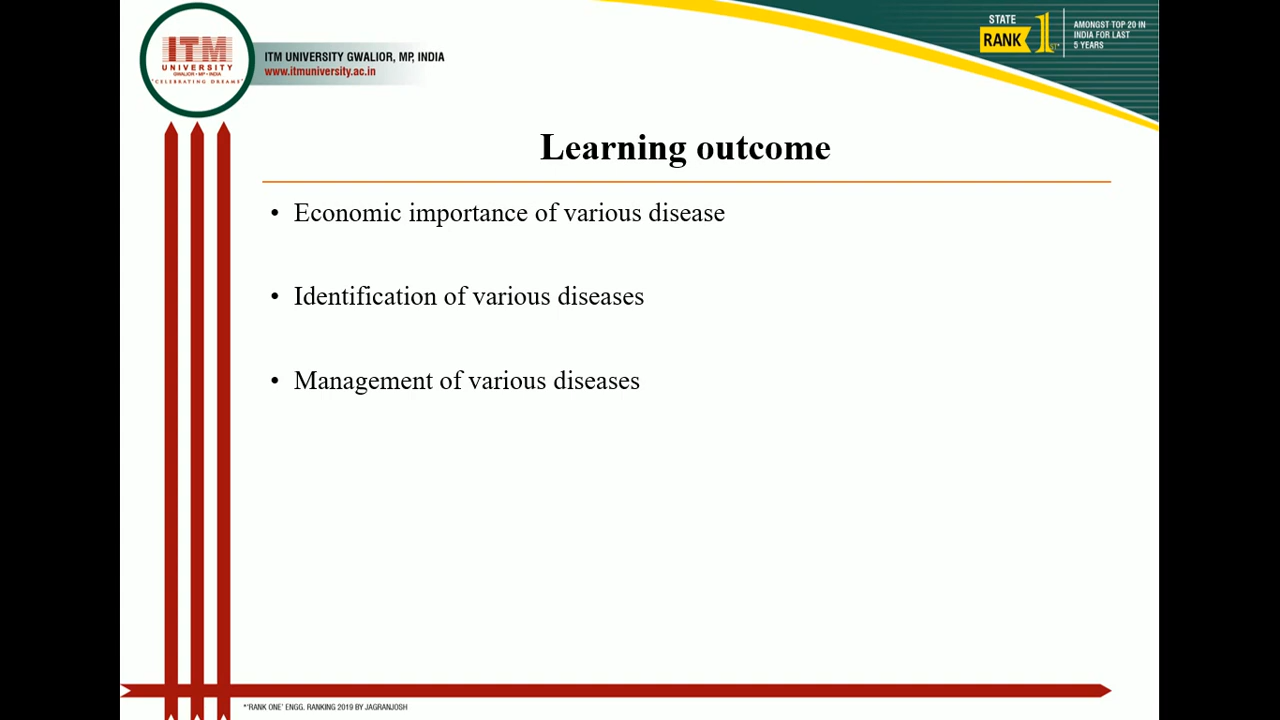 ITM
UNIVERSITY
GWALIOR • MP • INDIA
"CELEBRATING DREAMS"
ITM UNIVERSITY GWALIOR, MP, INDIA
www.itmuniversity.ac.in
STATE
RANK 1ST*
AMONGST TOP 20 IN
INDIA FOR LAST
5 YEARS
Learning outcome
• Economic importance of various disease
• Identification of various diseases
• Management of various diseases
*'RANK ONE' ENGG. RANKING 2019 BY JAGRANJOSH